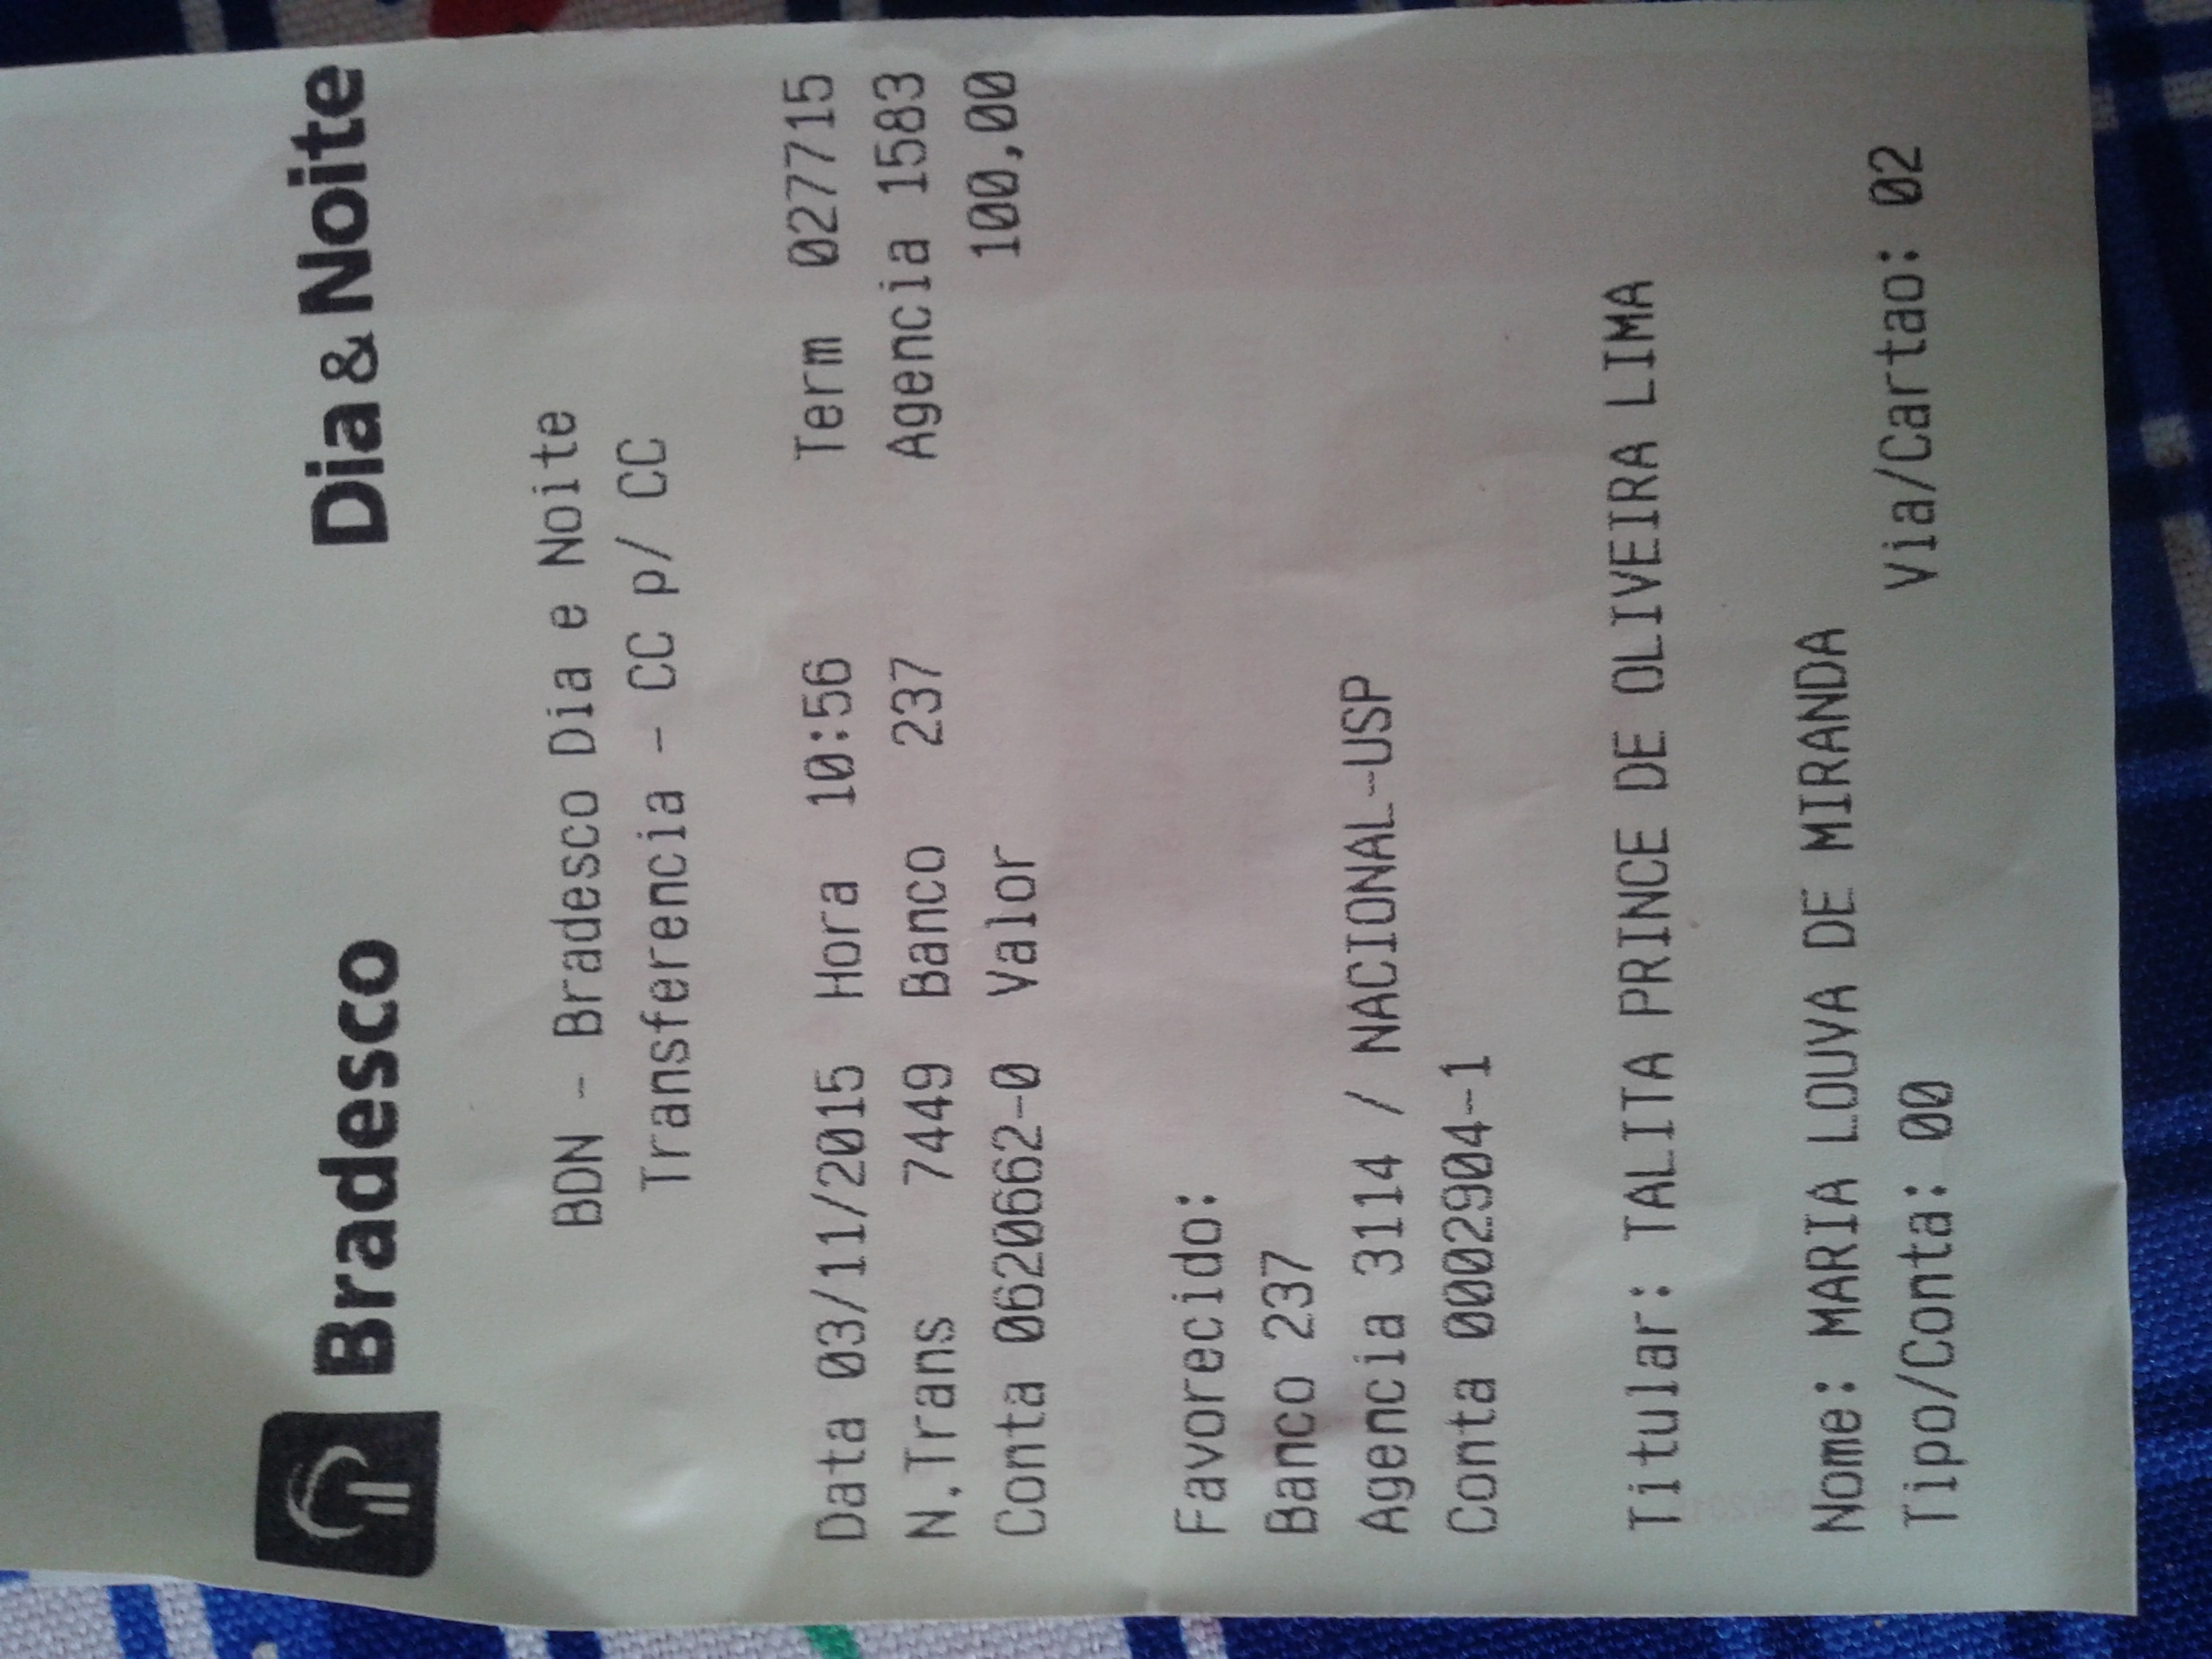 Bradesco Dia & Noite
BDN - Bradesco Dia e Noite
Transferencia - CC p/ CC
Data 03/11/2015 Hora 10:56 Term 027715
N.Trans 7449 Banco 237 Agencia 1583
Conta 0620662-0 Valor 100,00
Favorecido:
Banco 237
Agencia 3114 / NACIONAL-USP
Conta 0002904-1
Titular: TALITA PRINCE DE OLIVEIRA LIMA
Nome: MARIA LOUVA DE MIRANDA
Tipo/Conta: 00 Via/Cartao: 02